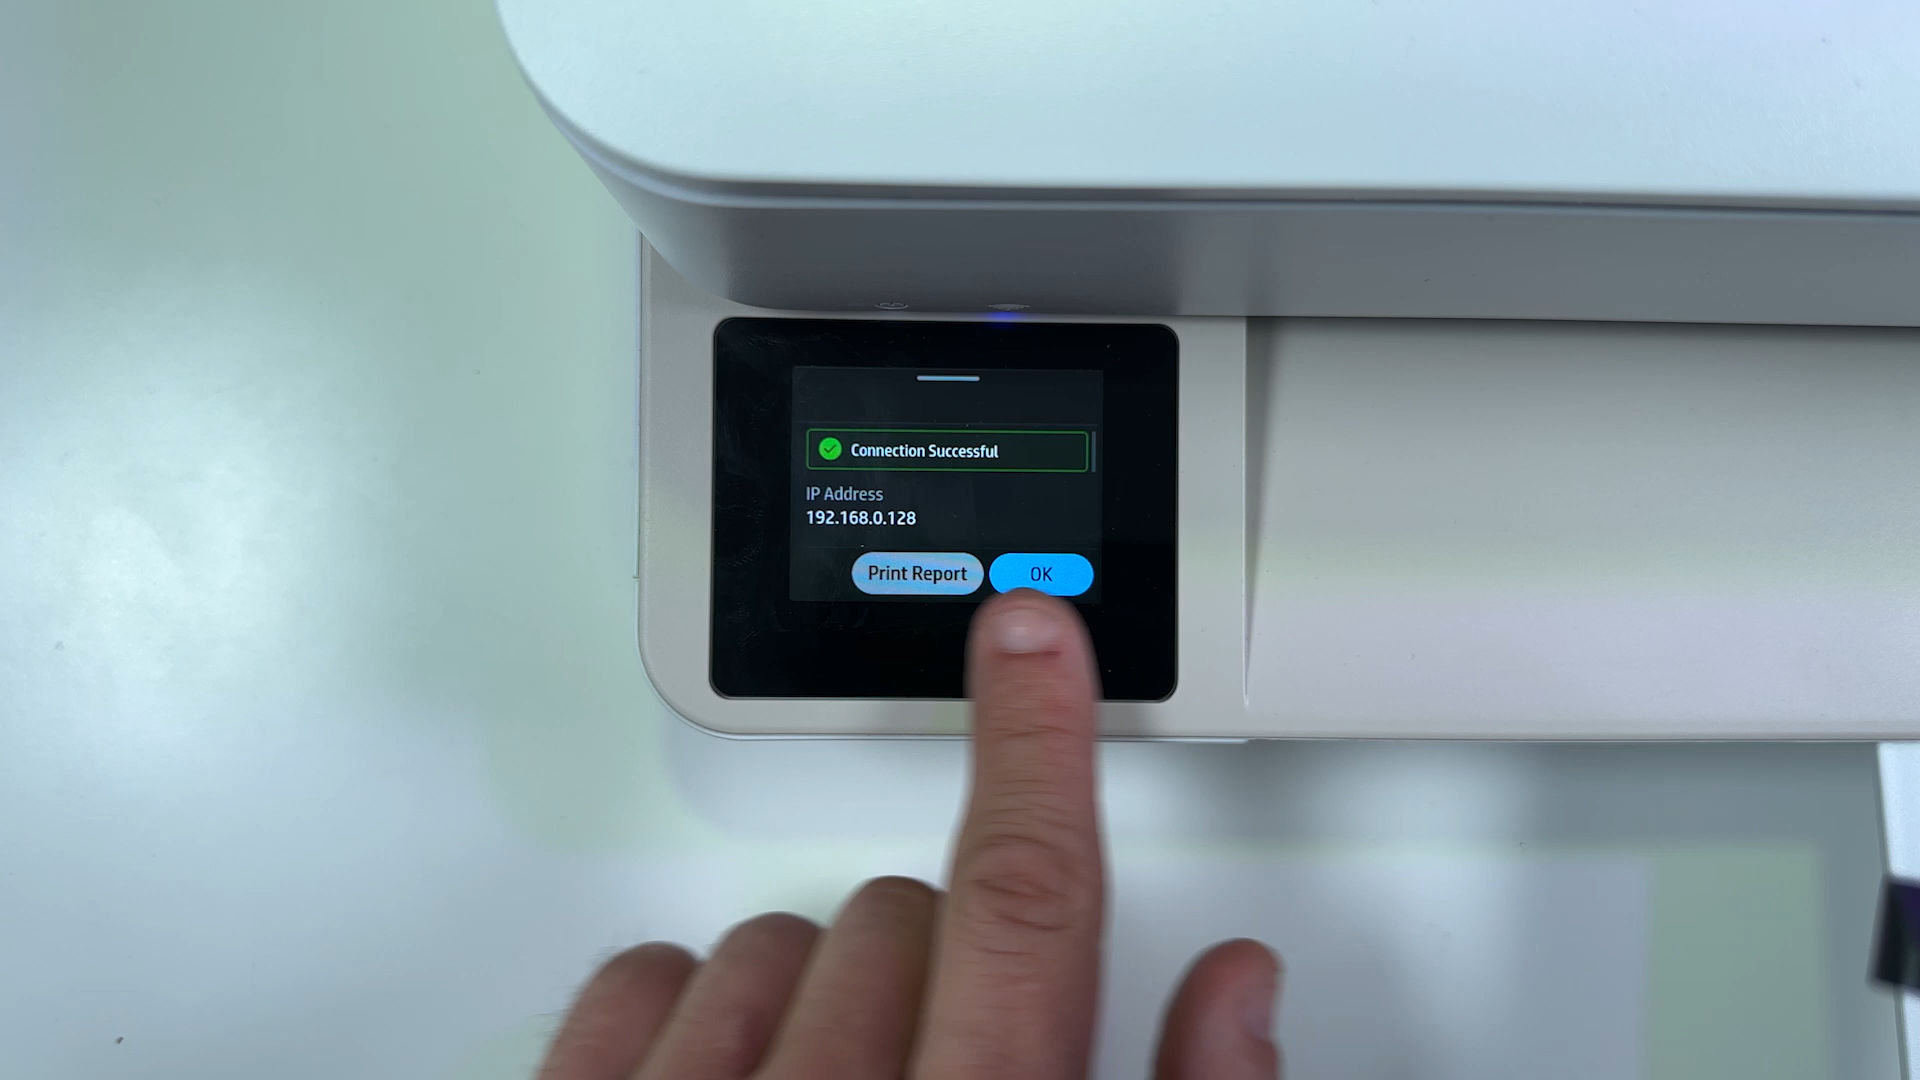 Connection Successful
IP Address
192.168.0.128
Print Report
OK